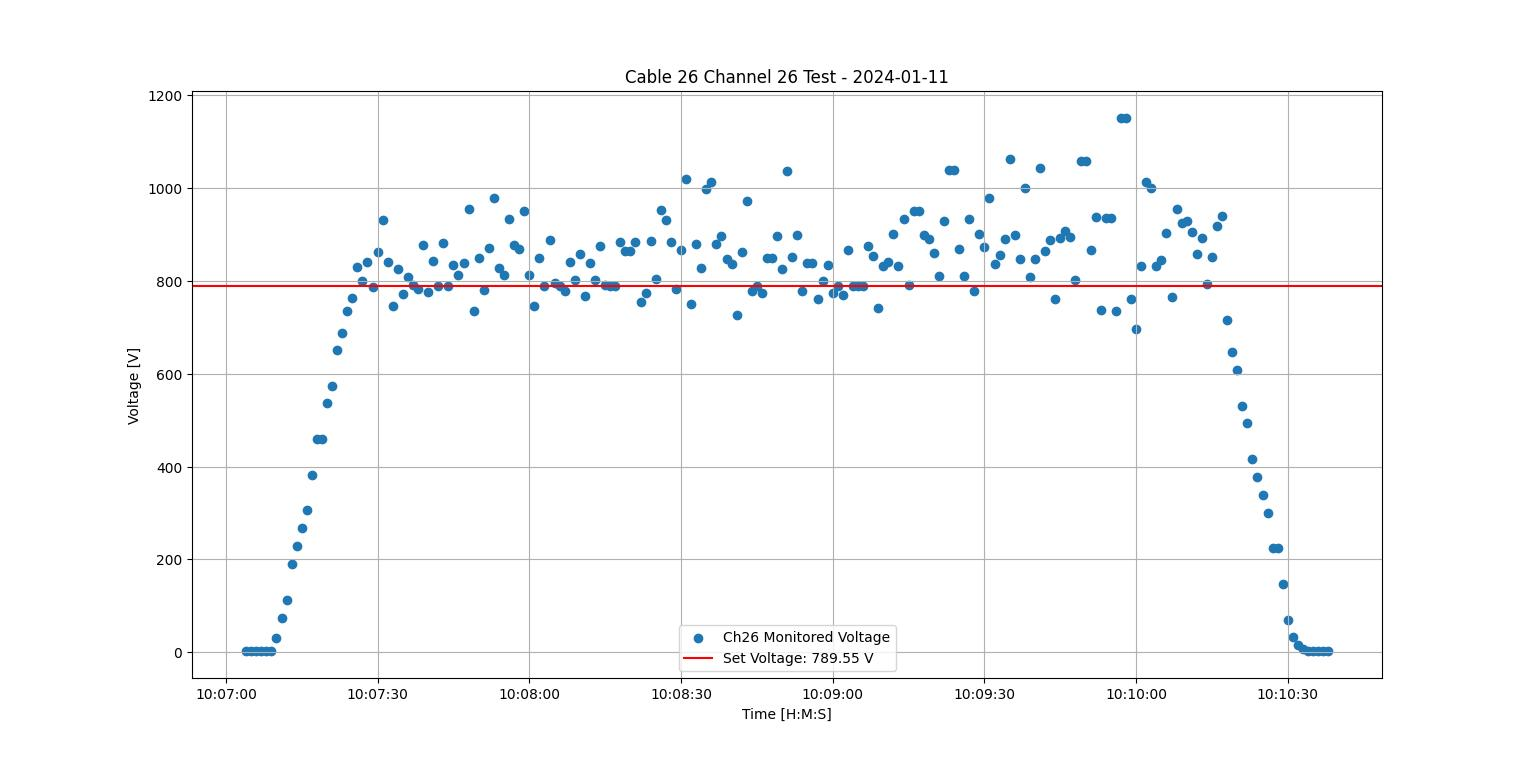 Cable 26 Channel 26 Test - 2024-01-11
1200
1000
800
600
400
200
0
Voltage [V]
Ch26 Monitored Voltage
Set Voltage: 789.55 V
10:07:00 10:07:30 10:08:00 10:08:30 10:09:00 10:09:30 10:10:00 10:10:30
Time [H:M:S]